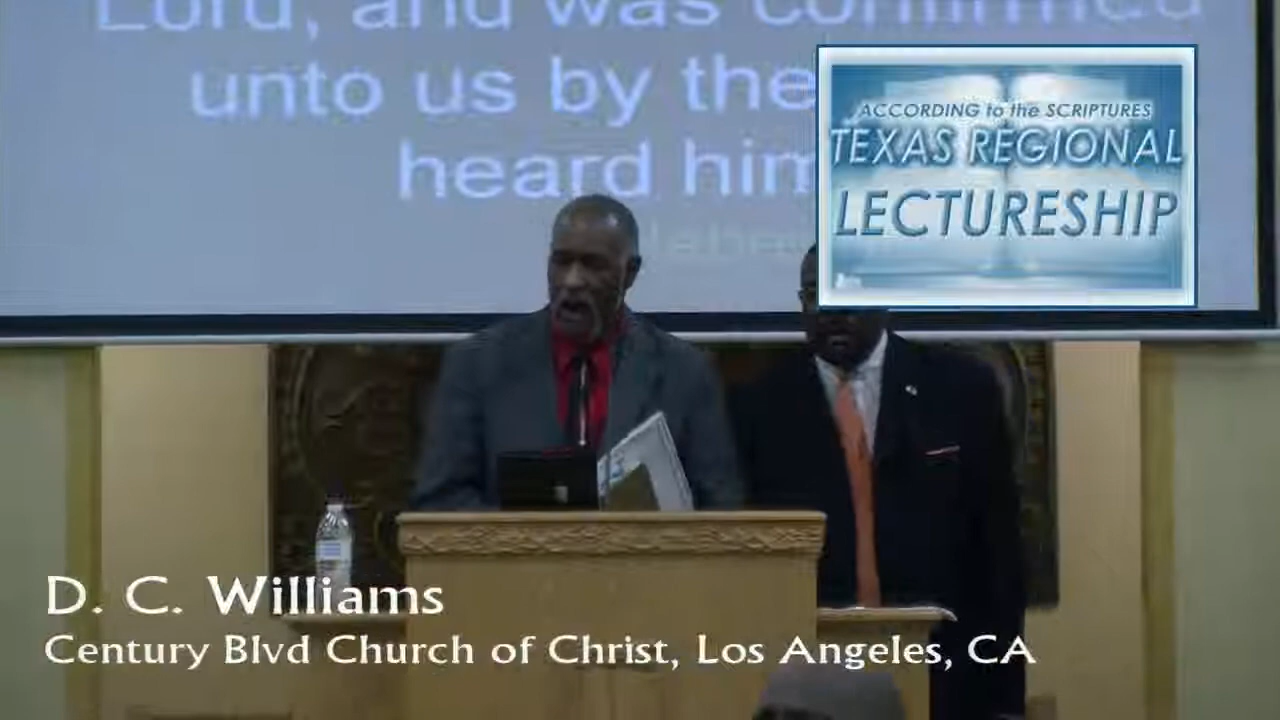 Lord, and was confirmed
unto us by the
heard him
ACCORDING to the SCRIPTURES
TEXAS REGIONAL
LECTURESHIP
D. C. Williams
Century Blvd Church of Christ, Los Angeles, CA